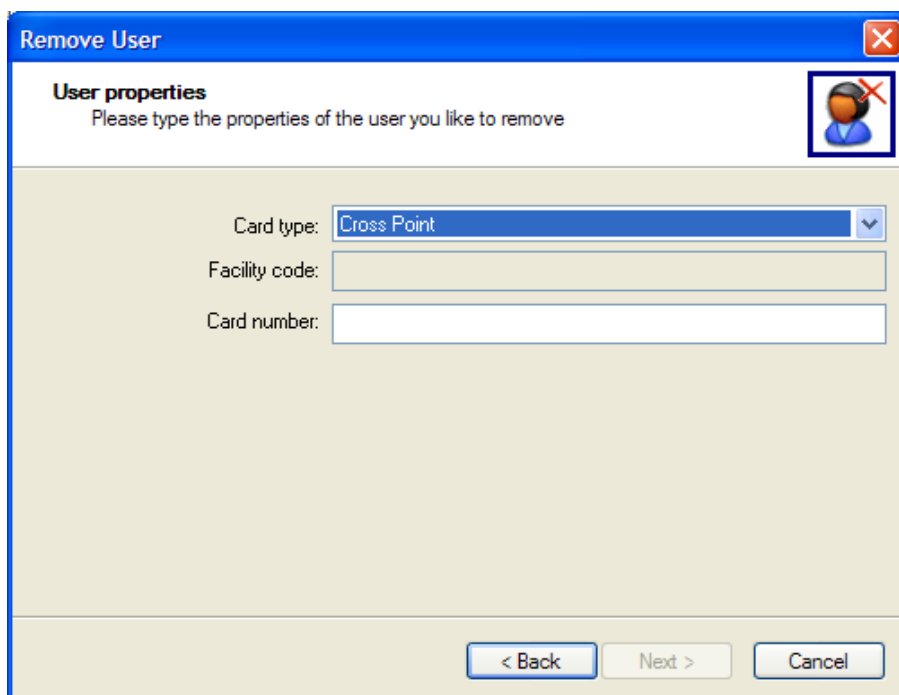 Remove User
User properties
Please type the properties of the user you like to remove
Card type: Cross Point
Facility code:
Card number:
< Back Next > Cancel